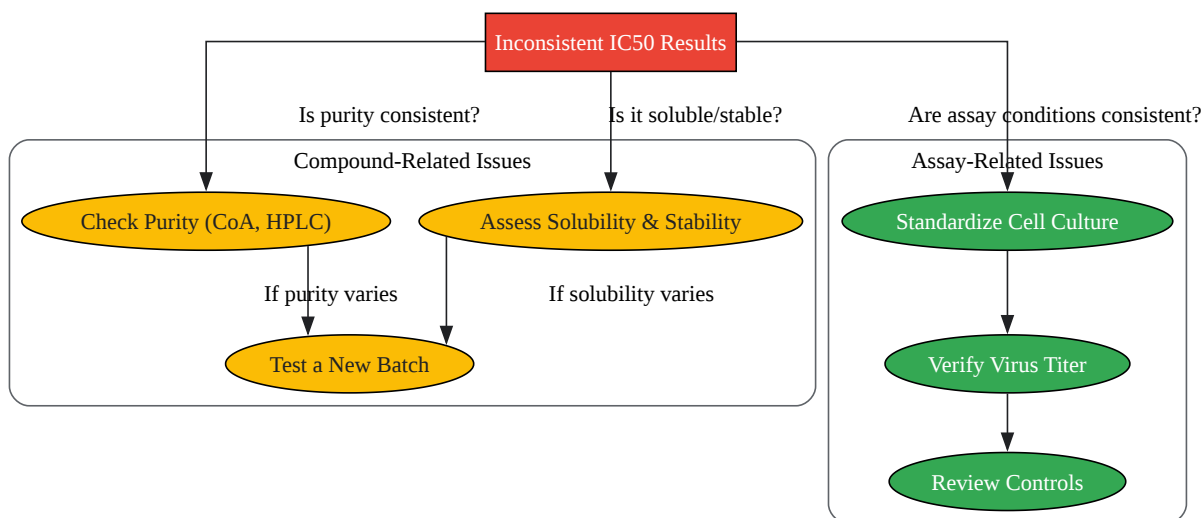 Inconsistent IC50 Results
Is purity consistent?
Is it soluble/stable?
Are assay conditions consistent?
Compound-Related Issues
Assay-Related Issues
Check Purity (CoA, HPLC)
Assess Solubility & Stability
Standardize Cell Culture
If purity varies
If solubility varies
Test a New Batch
Verify Virus Titer
Review Controls